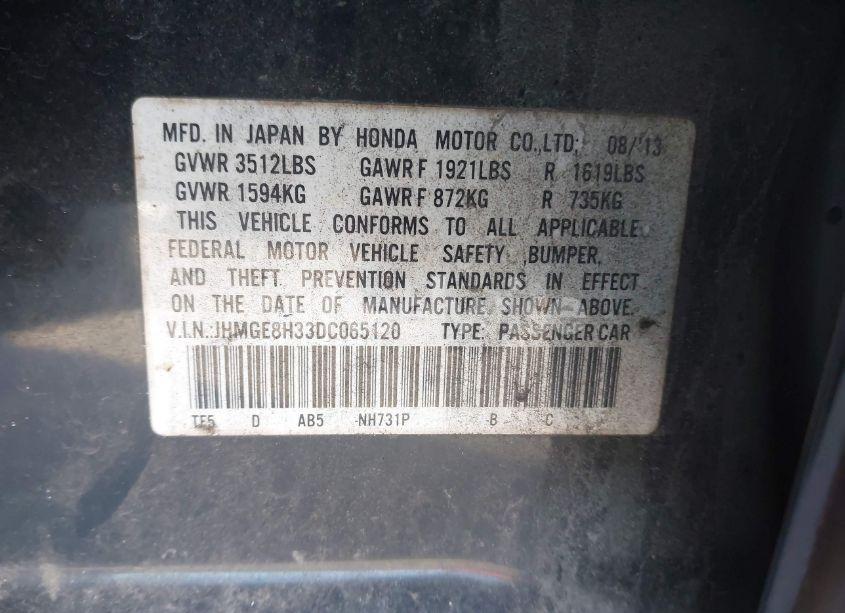 MFD. IN JAPAN BY HONDA MOTOR CO.,LTD; 08/'13
GVWR 3512LBS GAWR F 1921LBS R 1619LBS
GVWR 1594KG GAWR F 872KG R 735KG
THIS VEHICLE CONFORMS TO ALL APPLICABLE
FEDERAL MOTOR VEHICLE SAFETY ,BUMPER,
AND THEFT PREVENTION STANDARDS IN EFFECT
ON THE DATE OF MANUFACTURE SHOWN ABOVE.
V.I.N.:JHMGE8H33DC065120 TYPE: PASSENGER CAR
TF5 D AB5 NH731P B C